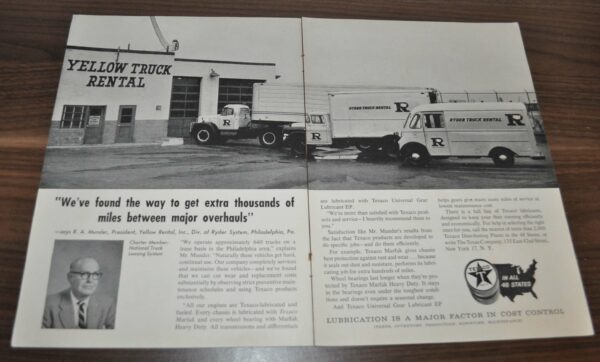 YELLOW TRUCK
RENTAL
R
R
R
RYDER TRUCK RENTAL
R
RYDER TRUCK RENTAL
R
"We've found the way to get extra thousands of
miles between major overhauls"
—says R. A. Munder, President, Yellow Rental, Inc., Div. of Ryder System, Philadelphia, Pa.
Charter Member:
National Truck
Leasing System
"We operate approximately 640 trucks on a
lease basis in the Philadelphia area," explains
Mr. Munder. "Naturally these vehicles get hard,
continual use. Our company completely services
and maintains these vehicles—and we've found
that we can cut wear and replacement costs
substantially by observing strict preventive main-
tenance schedules and using Texaco products
exclusively.
"All our engines are Texaco-lubricated and
fueled. Every chassis is lubricated with Texaco
Marfak and every wheel bearing with Marfak
Heavy Duty. All transmissions and differentials
are lubricated with Texaco Universal Gear
Lubricant EP.
"We're more than satisfied with Texaco prod-
ucts and service—I heartily recommend them to
you."
Satisfaction like Mr. Munder's results from
the fact that Texaco products are developed to
do specific jobs—and do them efficiently.
For example, Texaco Marfak gives chassis
best protection against rust and wear . . . because
it seals out dust and moisture, performs its lubri-
cating job for extra hundreds of miles.
Wheel bearings last longer when they're pro-
tected by Texaco Marfak Heavy Duty. It stays
in the bearings even under the toughest condi-
tions and doesn't require a seasonal change.
And Texaco Universal Gear Lubricant EP
helps gears give many more miles of service at
lowest maintenance cost.
There is a full line of Texaco lubricants,
designed to keep your fleet running efficiently
and economically. For help in selecting the right
ones for you, call the nearest of more than 2,000
Texaco Distributing Plants in the 48 States, or
write The Texas Company, 135 East 42nd Street,
New York 17, N. Y.
TEXACO
T
IN ALL
48 STATES
LUBRICATION IS A MAJOR FACTOR IN COST CONTROL
(PARTS, INVENTORY, PRODUCTION, DOWNTIME, MAINTENANCE)